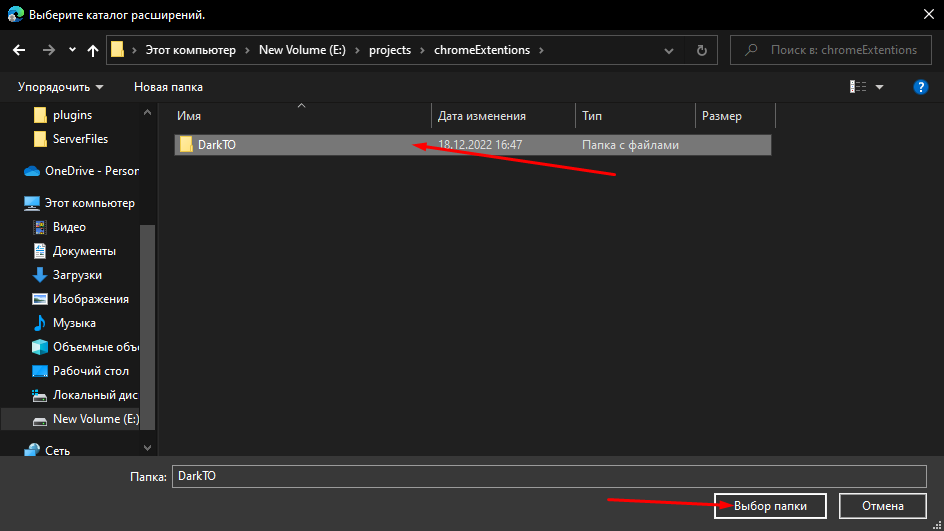 Выберите каталог расширений.
Этот компьютер New Volume (E:) projects chromeExtentions
Поиск в: chromeExtentions
Упорядочить Новая папка
Имя Дата изменения Тип Размер
DarkTO 18.12.2022 16:47 Папка с файлами
plugins
ServerFiles
OneDrive - Person
Этот компьютер
Видео
Документы
Загрузки
Изображения
Музыка
Объемные объ
Рабочий стол
Локальный дис
New Volume (E:)
Сеть
Папка: DarkTO
Выбор папки Отмена